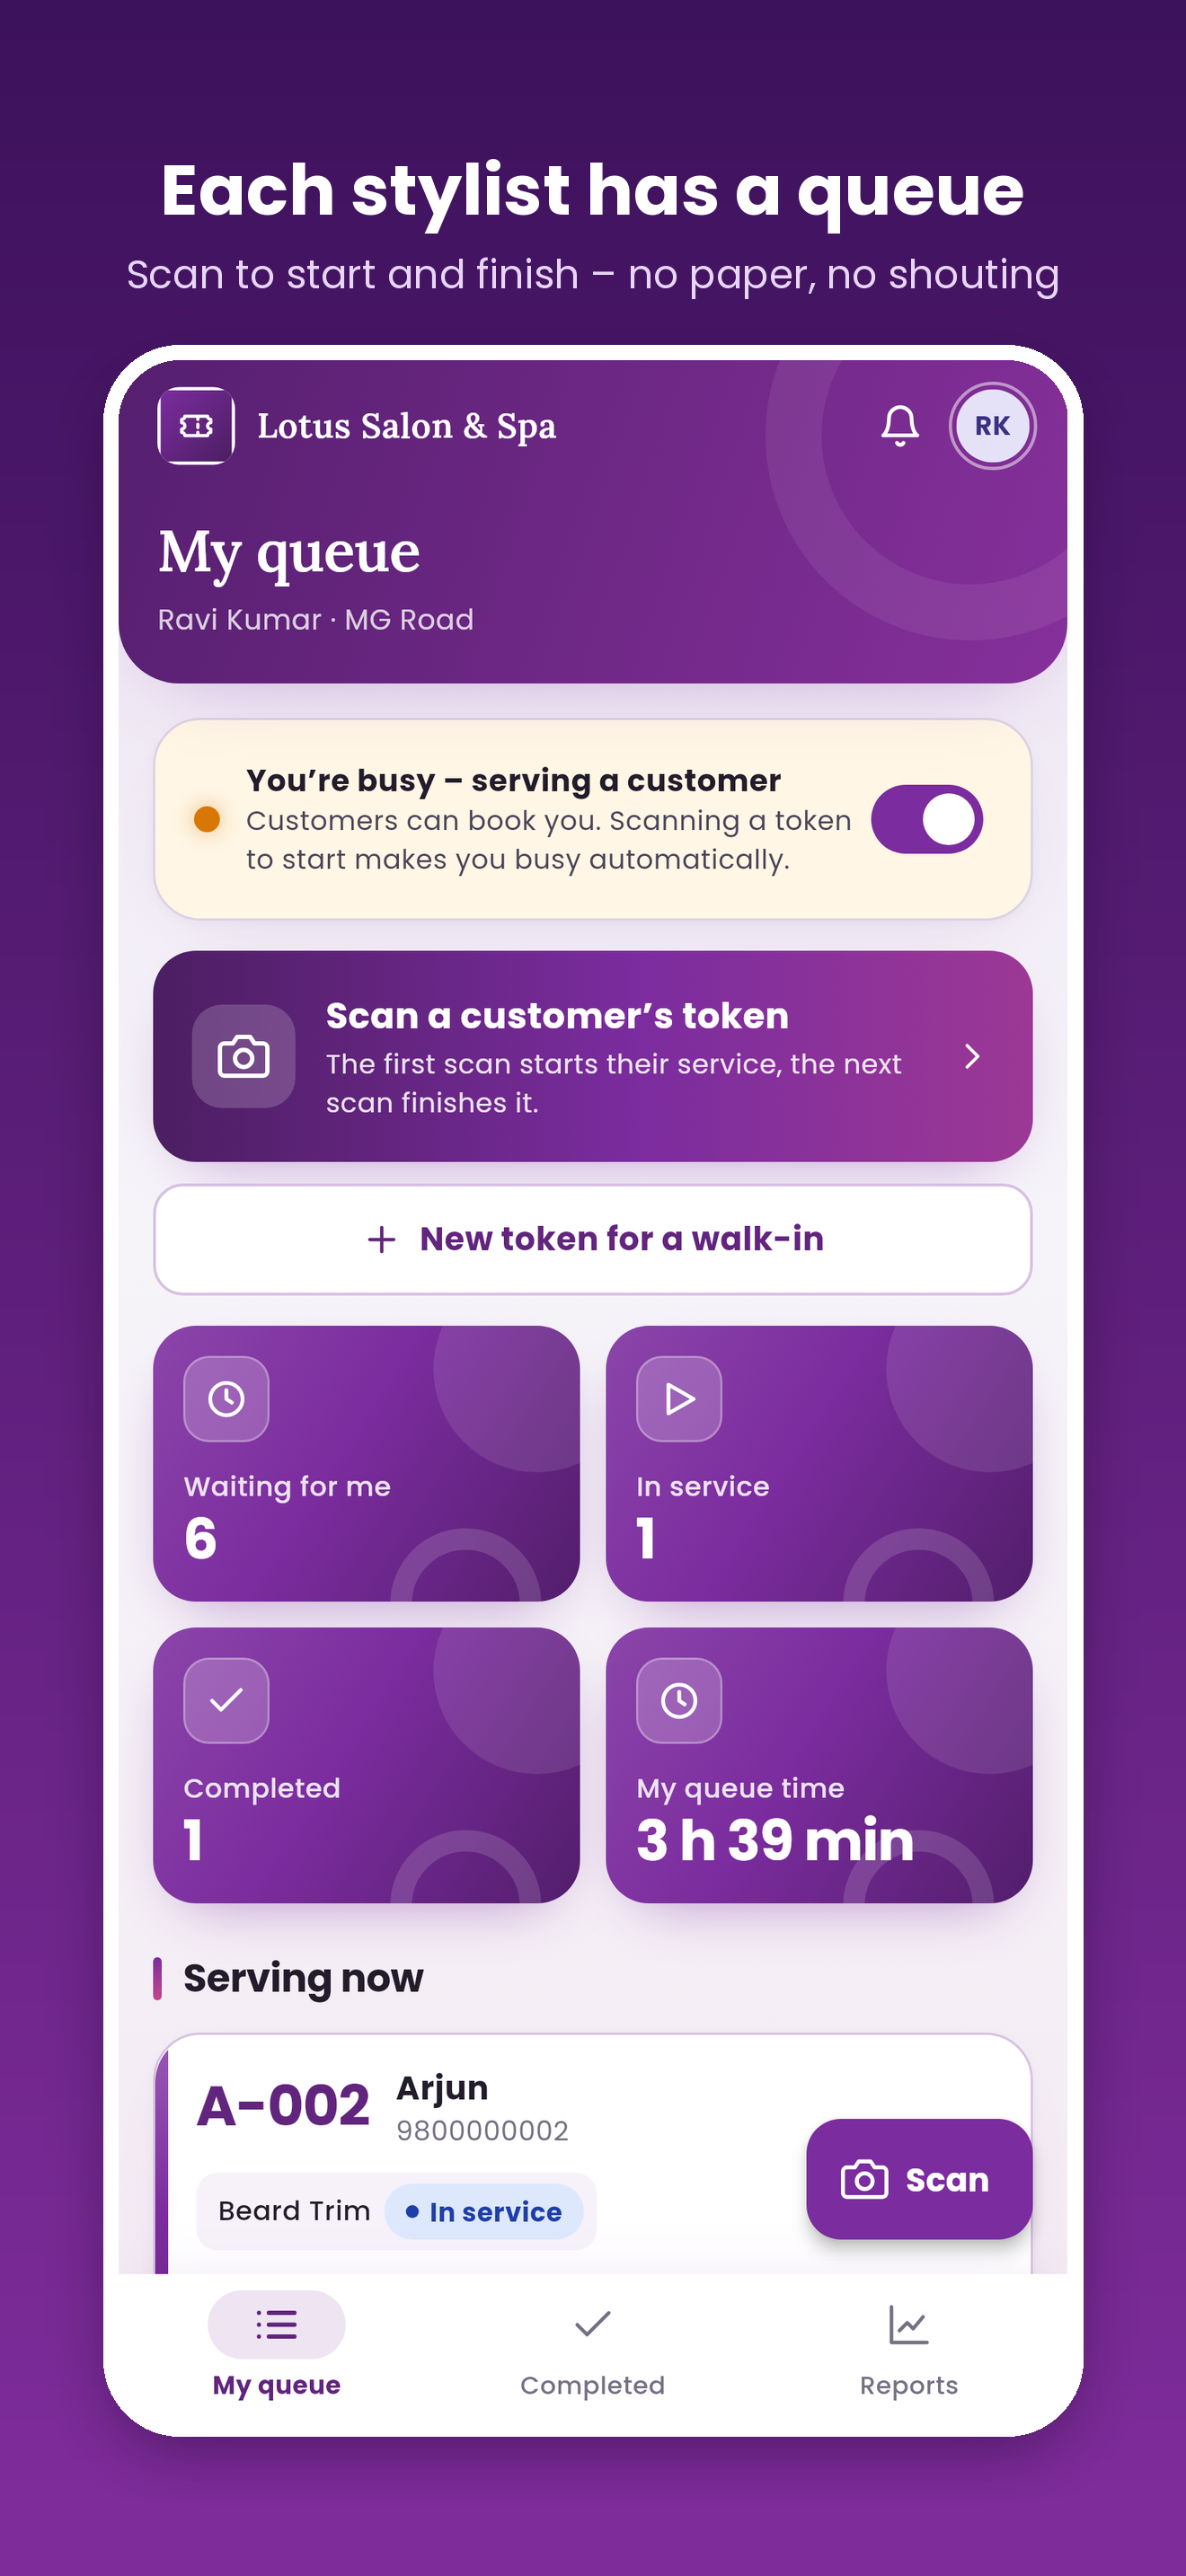 Each stylist has a queue
Scan to start and finish – no paper, no shouting
Lotus Salon & Spa
RK
My queue
Ravi Kumar · MG Road
You’re busy – serving a customer
Customers can book you. Scanning a token
to start makes you busy automatically.
Scan a customer’s token
The first scan starts their service, the next
scan finishes it.
New token for a walk-in
Waiting for me
6
In service
1
Completed
1
My queue time
3 h 39 min
Serving now
A-002
Arjun
9800000002
Beard Trim
In service
Scan
My queue
Completed
Reports